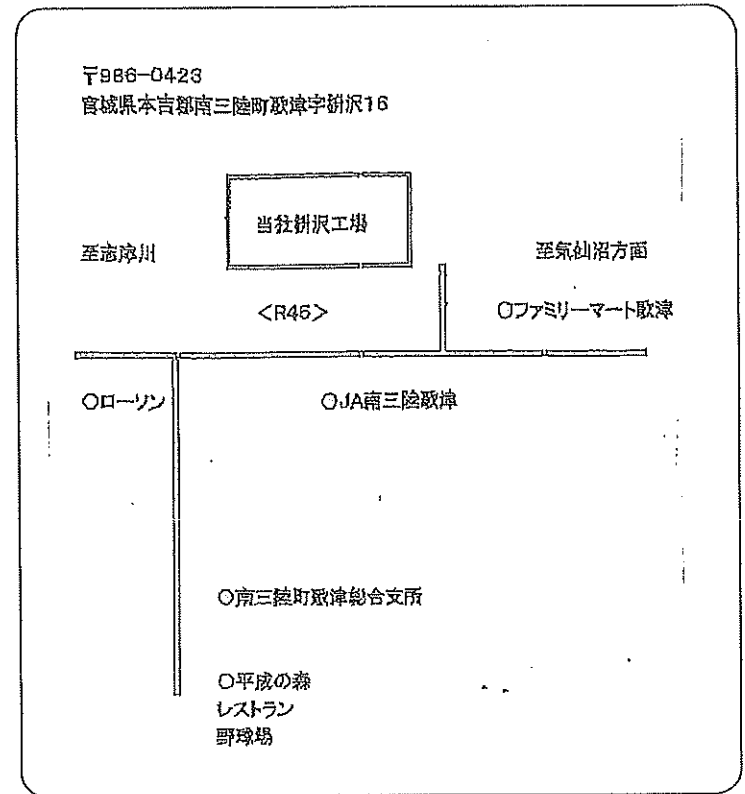 〒986-0423
宮城県本吉郡南三陸町歌津字枡沢16
当社枡沢工場
至志津川
至気仙沼方面
<R45>
○ファミリーマート歌津
○ローソン
○JA南三陸歌津
○南三陸町歌津総合支所
○平成の森
レストラン
野球場